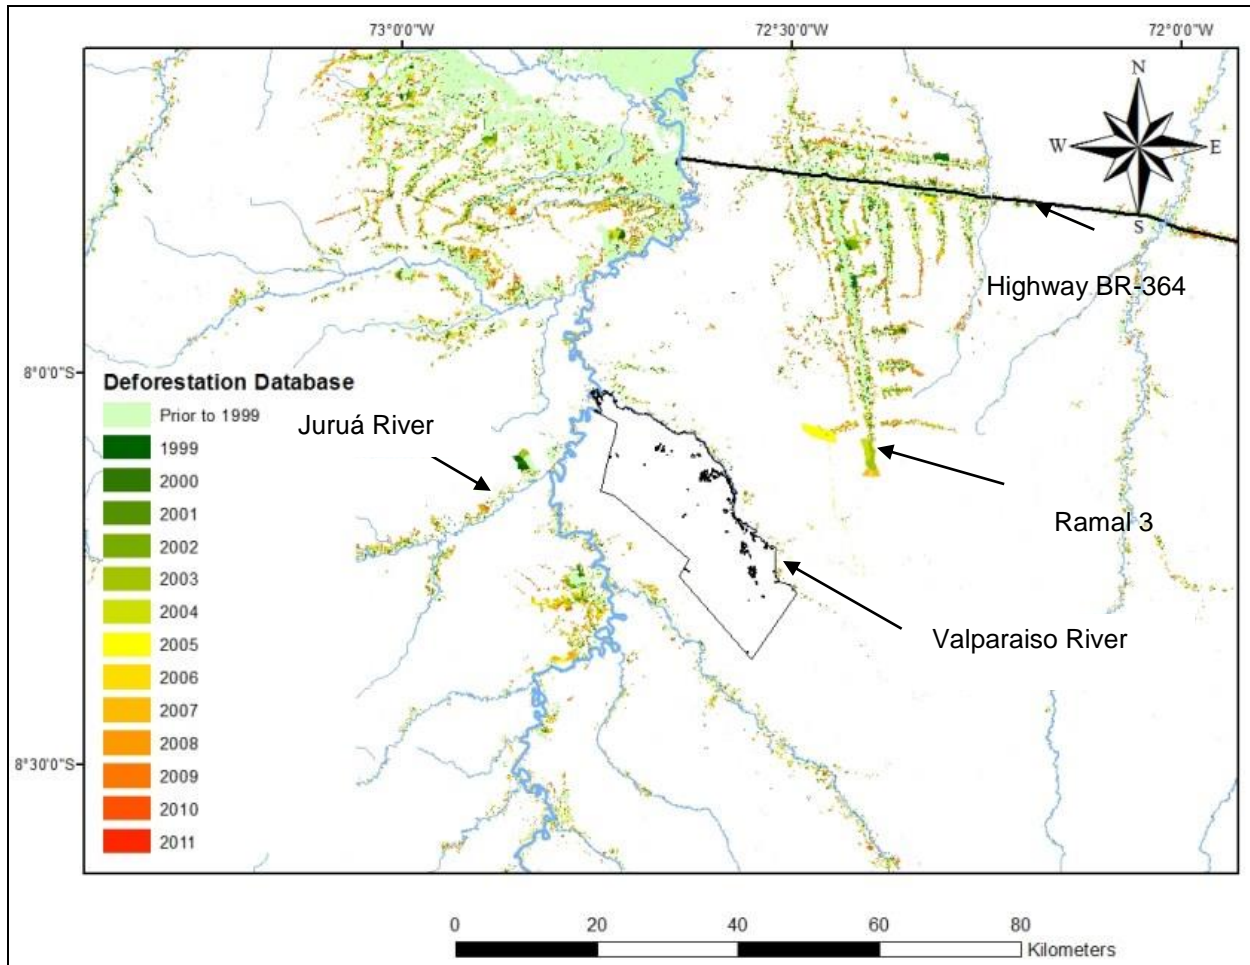 73°0'0"W
72°30'0"W
72°0'0"W
N
W
E
S
Highway BR-364
8°0'0"S
Deforestation Database
Prior to 1999
1999
2000
2001
2002
2003
2004
2005
2006
2007
2008
2009
2010
2011
Juruá River
Ramal 3
Valparaiso River
8°30'0"S
0
20
40
60
80
Kilometers